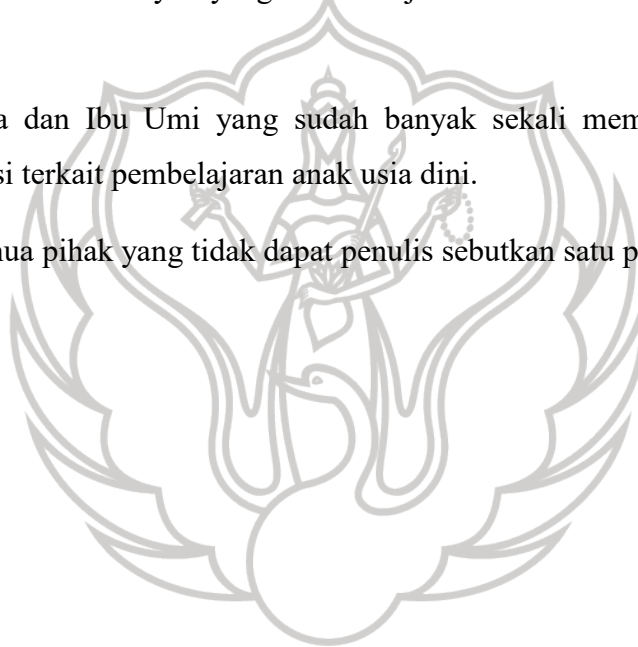 a dan Ibu Umi yang sudah banyak sekali mem
si terkait pembelajaran anak usia dini.
ua pihak yang tidak dapat penulis sebutkan satu p